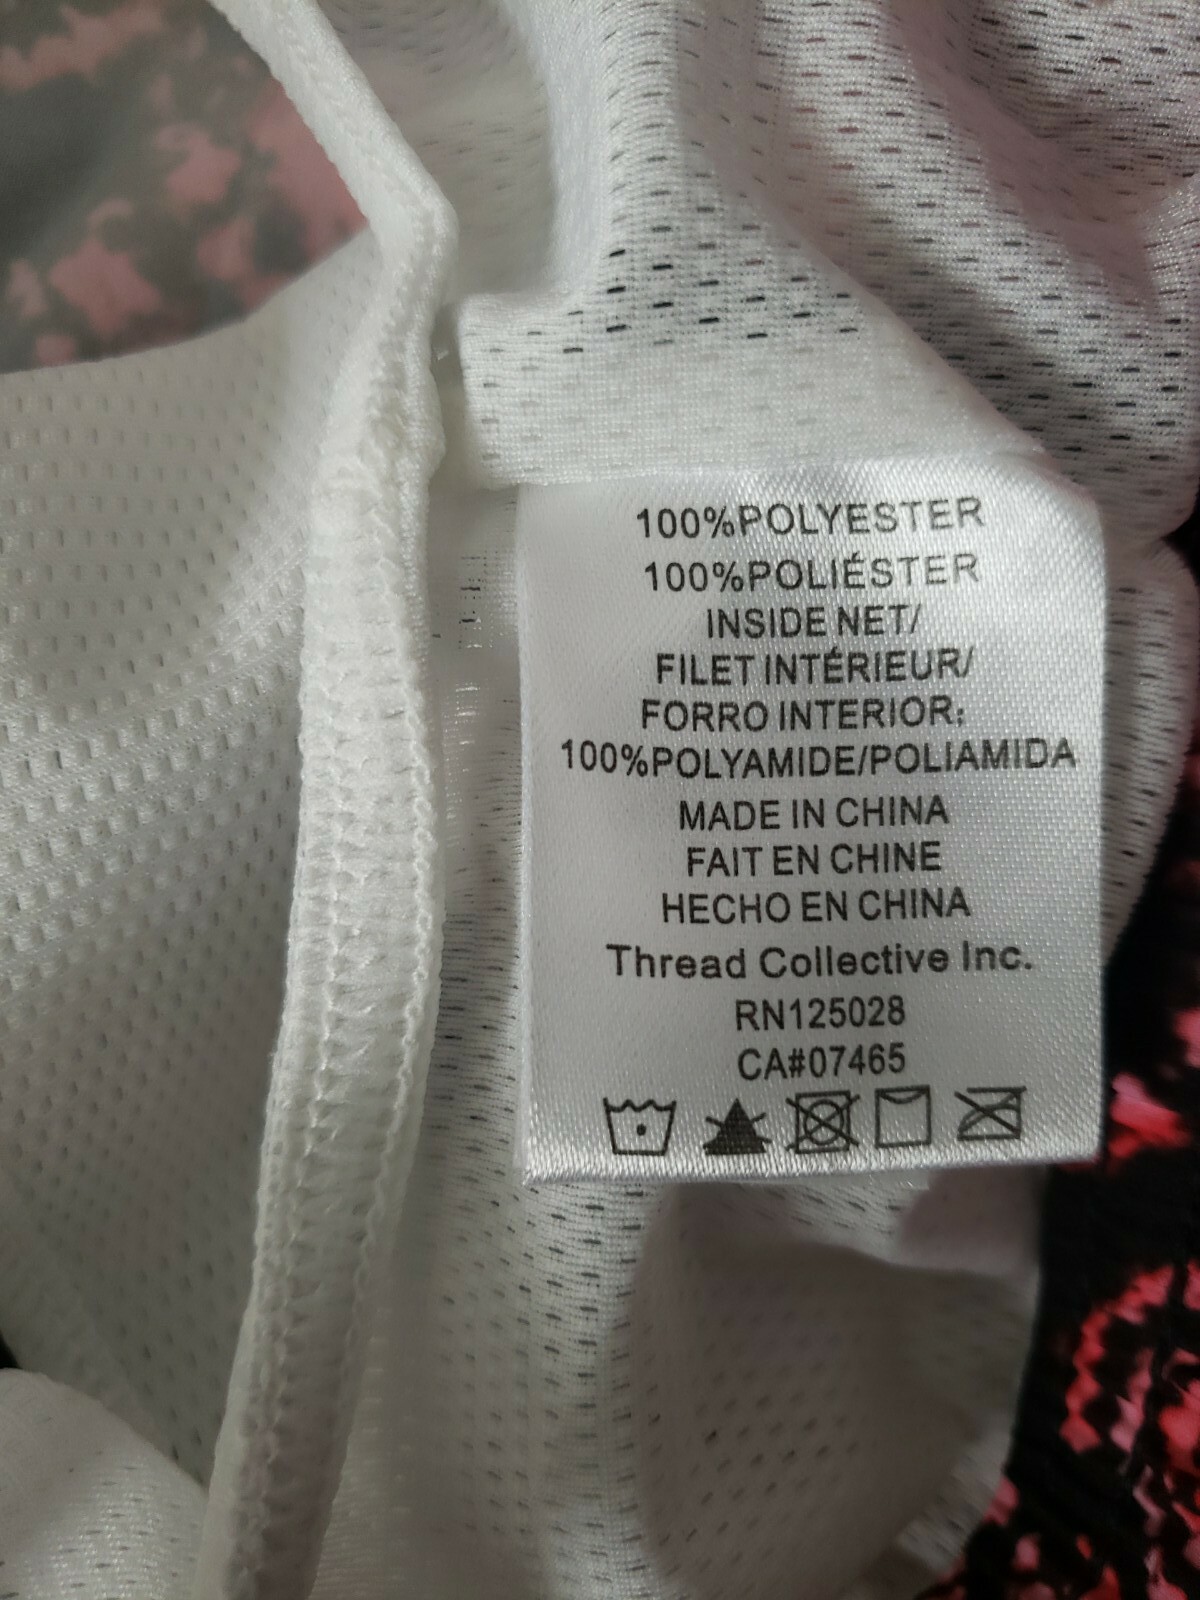 100%POLYESTER
100%POLIÉSTER
INSIDE NET/
FILET INTÉRIEUR/
FORRO INTERIOR:
100%POLYAMIDE/POLIAMIDA
MADE IN CHINA
FAIT EN CHINE
HECHO EN CHINA
Thread Collective Inc.
RN125028
CA#07465